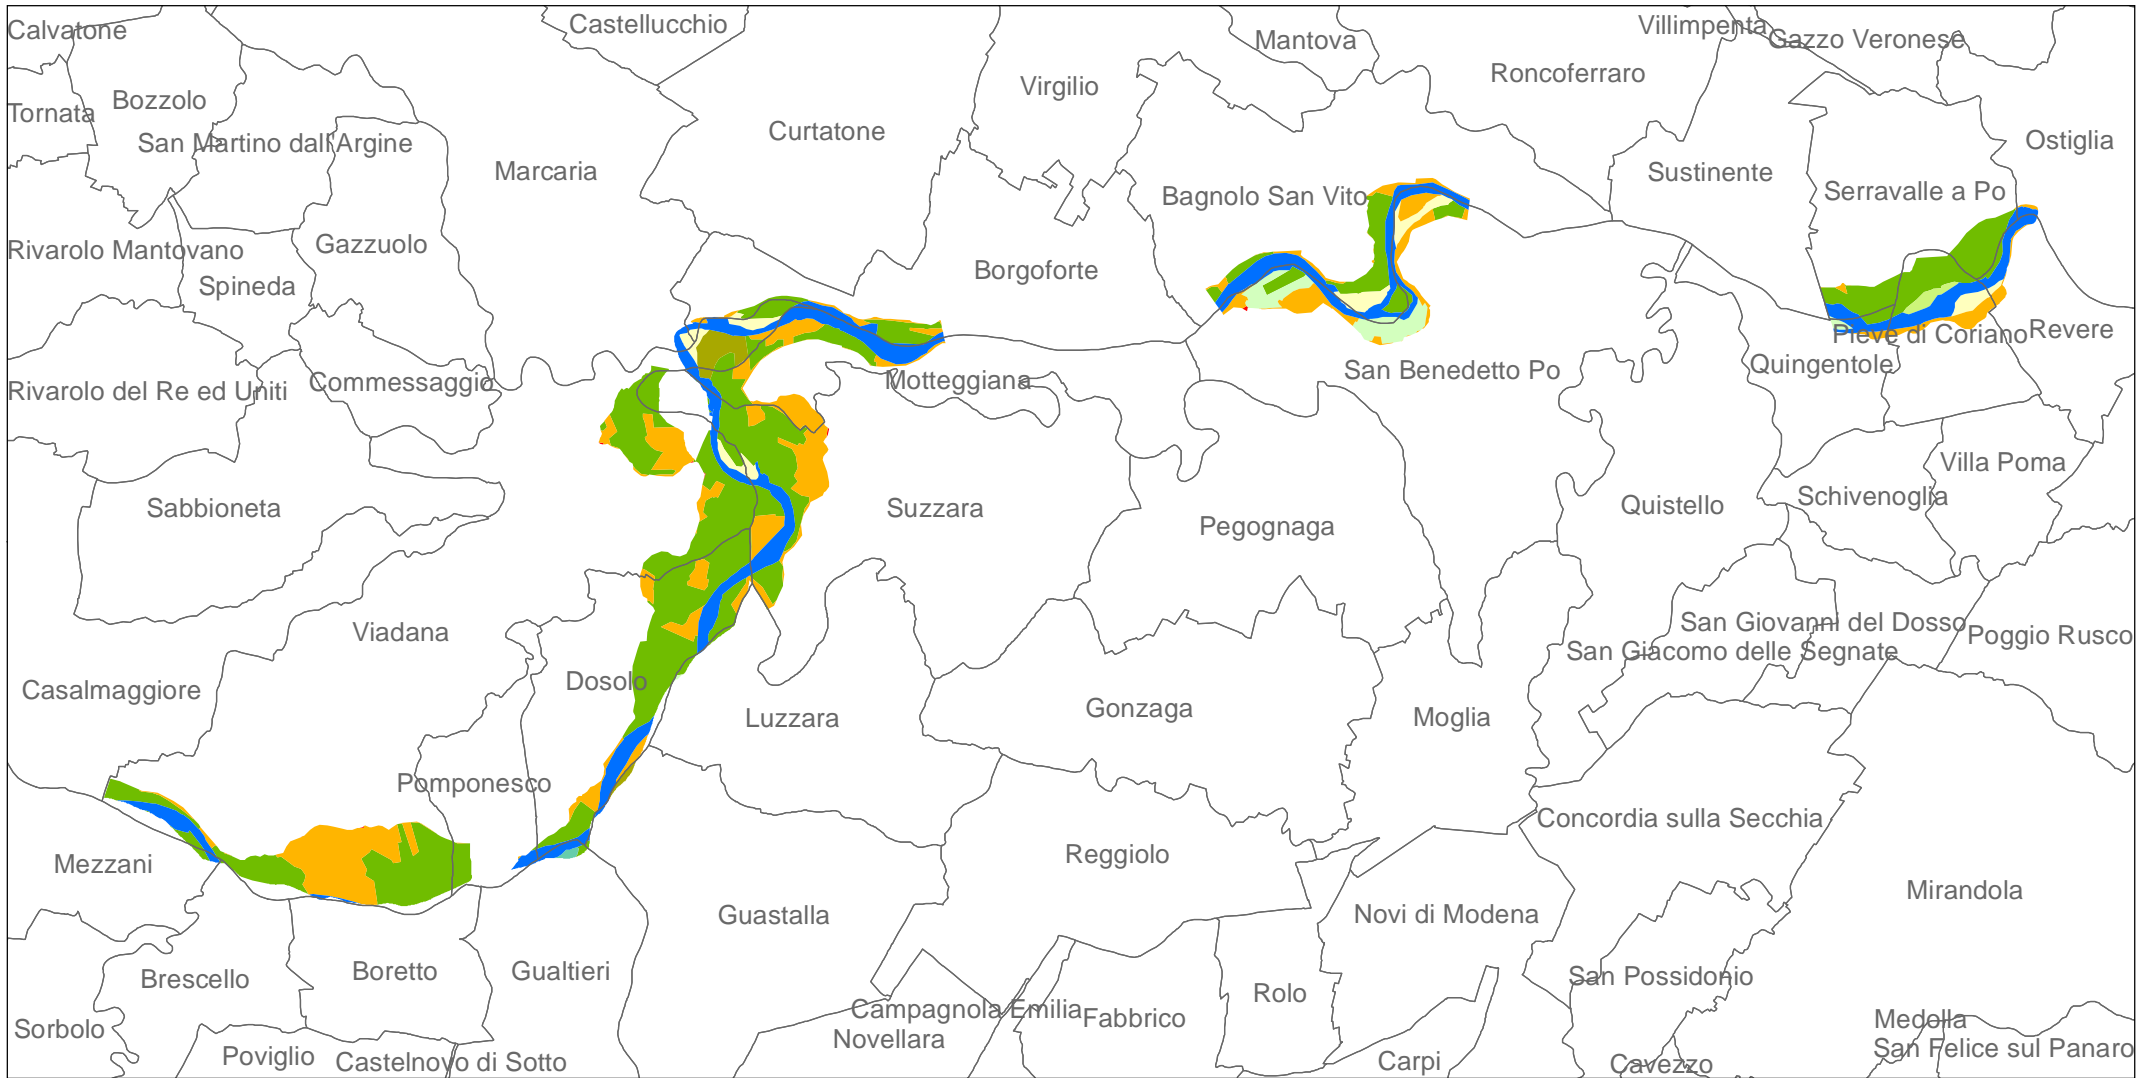 Castellucchio
Villimpenta
Calvatone
Mantova
Gazzo Veronese
Roncoferraro
Virgilio
Bozzolo
Tornata
Curtatone
San Martino dall'Argine
Ostiglia
Marcaria
Sustinente
Serravalle a Po
Bagnolo San Vito
Gazzuolo
Rivarolo Mantovano
Borgoforte
Spineda
Revere
Pieve di Coriano
Quingentole
San Benedetto Po
Motteggiana
Commessaggio
Rivarolo del Re ed Uniti
Villa Poma
Schivenoglia
Quistello
Suzzara
Sabbioneta
Pegognaga
San Giovanni del Dosso
Viadana
Poggio Rusco
San Giacomo delle Segnate
Dosolo
Casalmaggiore
Gonzaga
Moglia
Luzzara
Pomponesco
Concordia sulla Secchia
Reggiolo
Mezzani
Mirandola
Guastalla
Novi di Modena
Boretto
Gualtieri
San Possidonio
Brescello
Rolo
Campagnola Emilia
Fabbrico
Medolla
Sorbolo
Novellara
San Felice sul Panaro
Poviglio
Castelnovo di Sotto
Carpi
Cavezzo